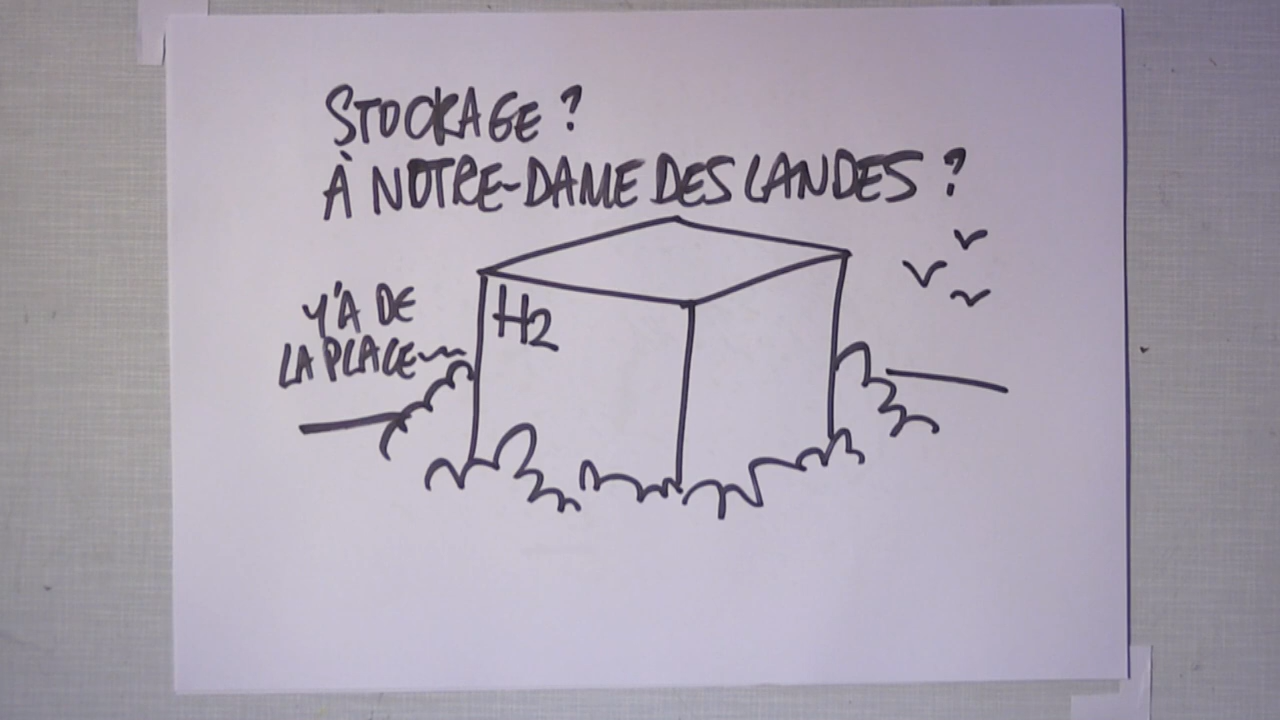 STOCKAGE ?
À NOTRE-DAME DES LANDES ?
Y'A DE
LA PLACE
H2